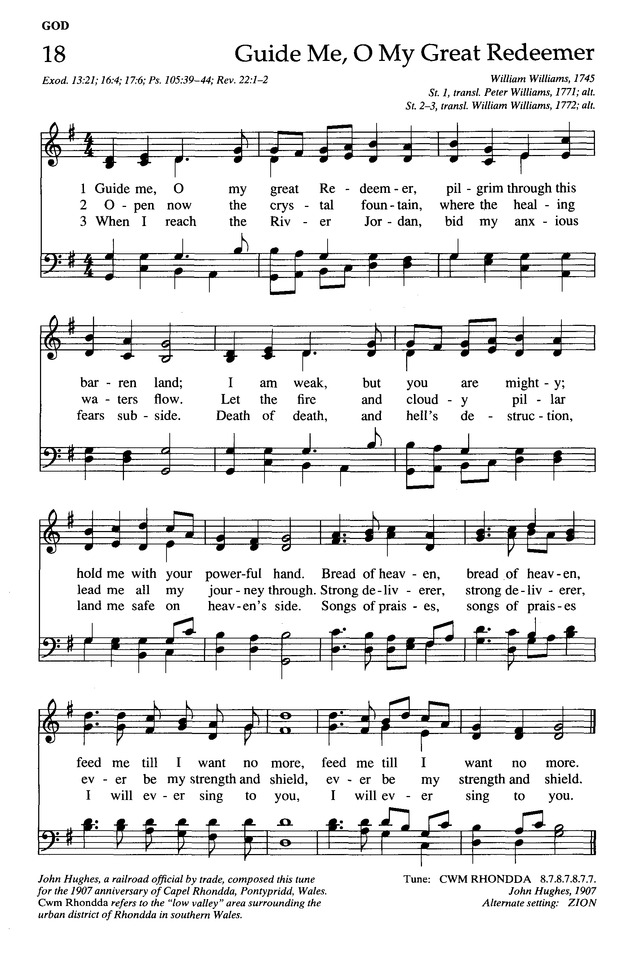 GOD
18 Guide Me, O My Great Redeemer
Exod. 13:21; 16:4; 17:6; Ps. 105:39–44; Rev. 22:1–2
William Williams, 1745
St. 1, transl. Peter Williams, 1771; alt.
St. 2–3, transl. William Williams, 1772; alt.
4 4
1 Guide me, O my great Re - deem - er, pil - grim through this
2 O - pen now the crys - tal foun - tain, where the heal - ing
3 When I reach the Riv - er Jor - dan, bid my anx - ious
4 4
bar - ren land; I am weak, but you are might - y;
wa - ters flow. Let the fire and cloud - y pil - lar
fears sub - side. Death of death, and hell's de - struc - tion,
hold me with your power-ful hand. Bread of heav - en, bread of heav - en,
lead me all my jour - ney through. Strong de - liv - erer, strong de - liv - erer,
land me safe on heav - en's side. Songs of prais - es, songs of prais - es
feed me till I want no more, feed me till I want no more.
ev - er be my strength and shield, ev - er be my strength and shield.
I will ev - er sing to you, I will ev - er sing to you.
John Hughes, a railroad official by trade, composed this tune
for the 1907 anniversary of Capel Rhondda, Pontypridd, Wales.
Cwm Rhondda refers to the "low valley" area surrounding the
urban district of Rhondda in southern Wales.
Tune: CWM RHONDDA 8.7.8.7.8.7.7.
John Hughes, 1907
Alternate setting: ZION